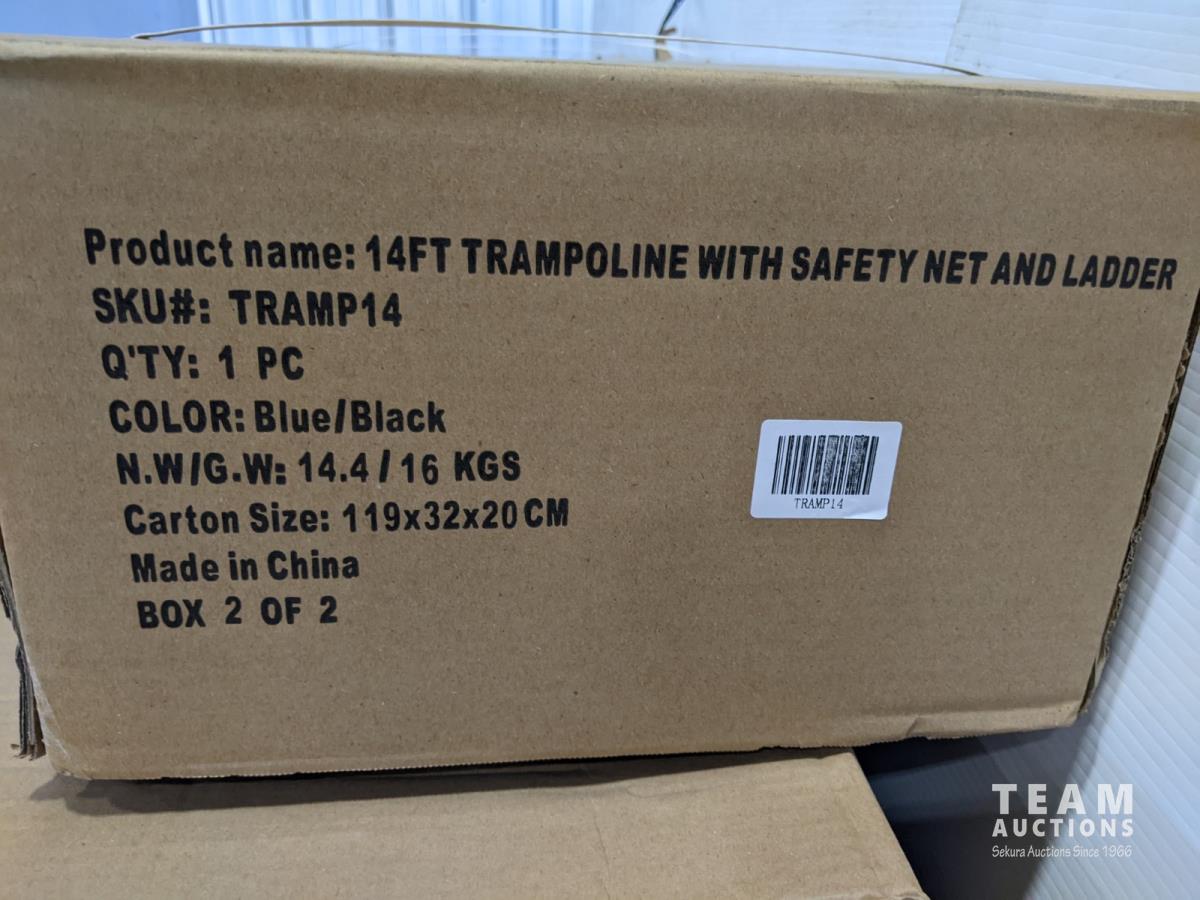 Product name: 14FT TRAMPOLINE WITH SAFETY NET AND LADDER
SKU#: TRAMP14
Q'TY: 1 PC
COLOR: Blue/Black
N.W/G.W: 14.4 / 16 KGS
Carton Size: 119x32x20 CM
Made in China
BOX 2 OF 2
TRAMP14
TEAM
AUCTIONS
Sekura Auctions Since 1966